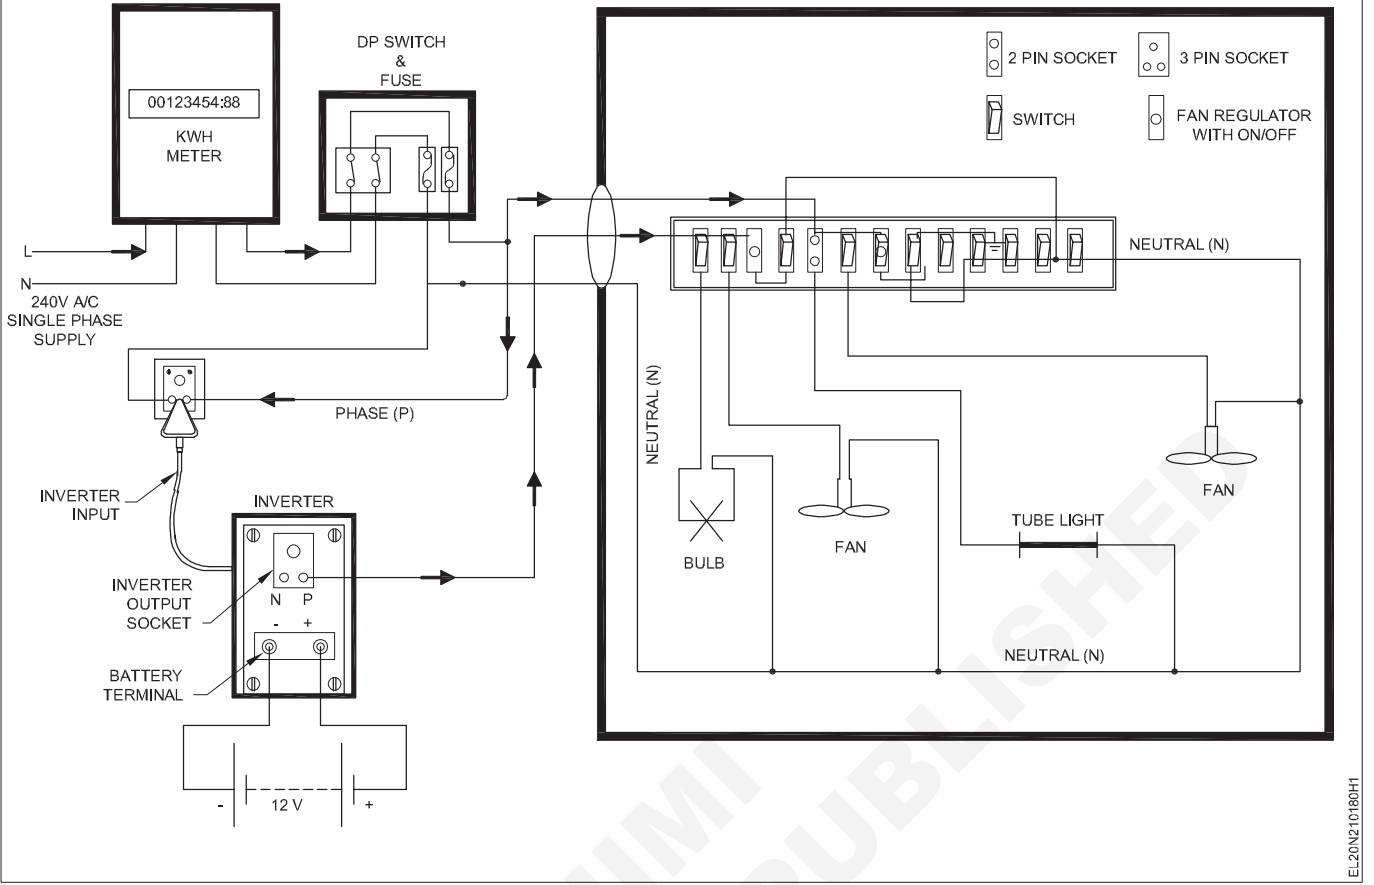 DP SWITCH
&
FUSE
00123454:88
KWH
METER
2 PIN SOCKET
3 PIN SOCKET
SWITCH
FAN REGULATOR
WITH ON/OFF
L
N
240V A/C
SINGLE PHASE
SUPPLY
NEUTRAL (N)
PHASE (P)
NEUTRAL (N)
INVERTER
INPUT
INVERTER
INVERTER
OUTPUT
SOCKET
N P
- +
BATTERY
TERMINAL
- 12 V +
BULB
FAN
TUBE LIGHT
FAN
NEUTRAL (N)
EL20N210180H1
PUBLISHED